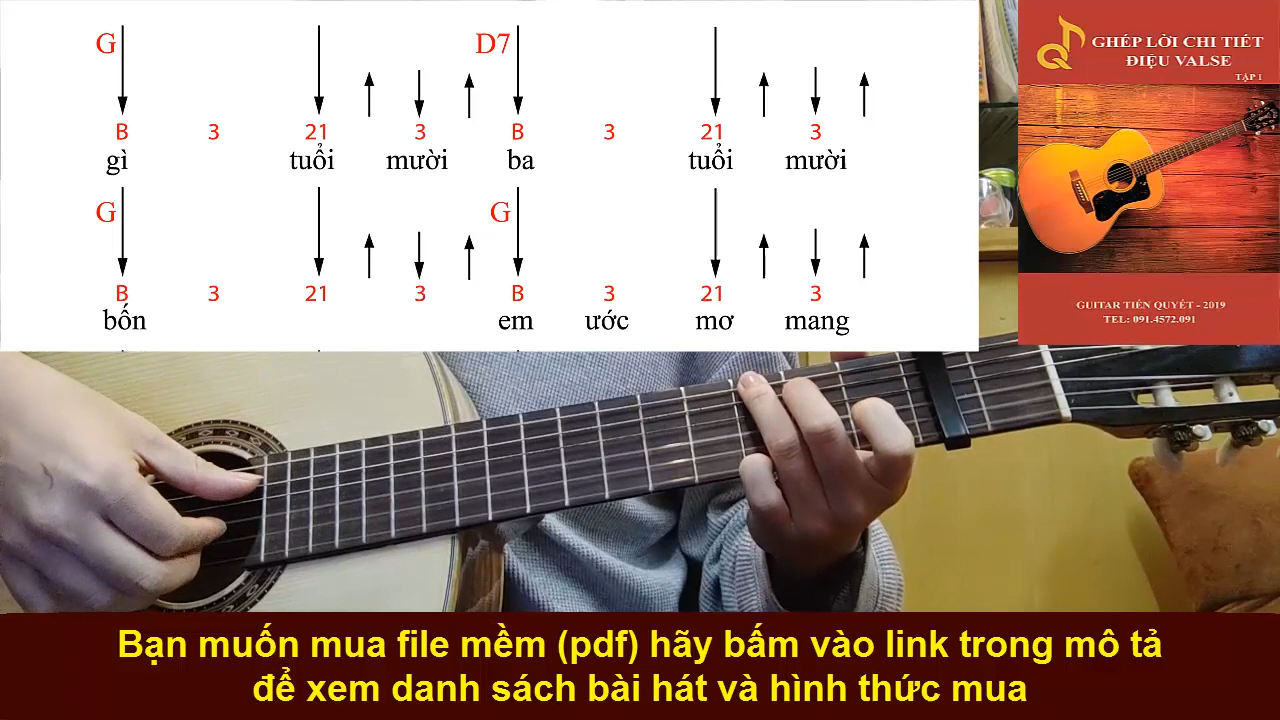 G D7
B 3 21 3 B 3 21 3
gì tuổi mười ba tuổi mười
G G
B 3 21 3 B 3 21 3
bốn em ước mơ mang
GHÉP LỜI CHI TIẾT
ĐIỆU VALSE
TẬP 1
GUITAR TIẾN QUYẾT - 2019
TEL: 091.4572.091
Bạn muốn mua file mềm (pdf) hãy bấm vào link trong mô tả
để xem danh sách bài hát và hình thức mua